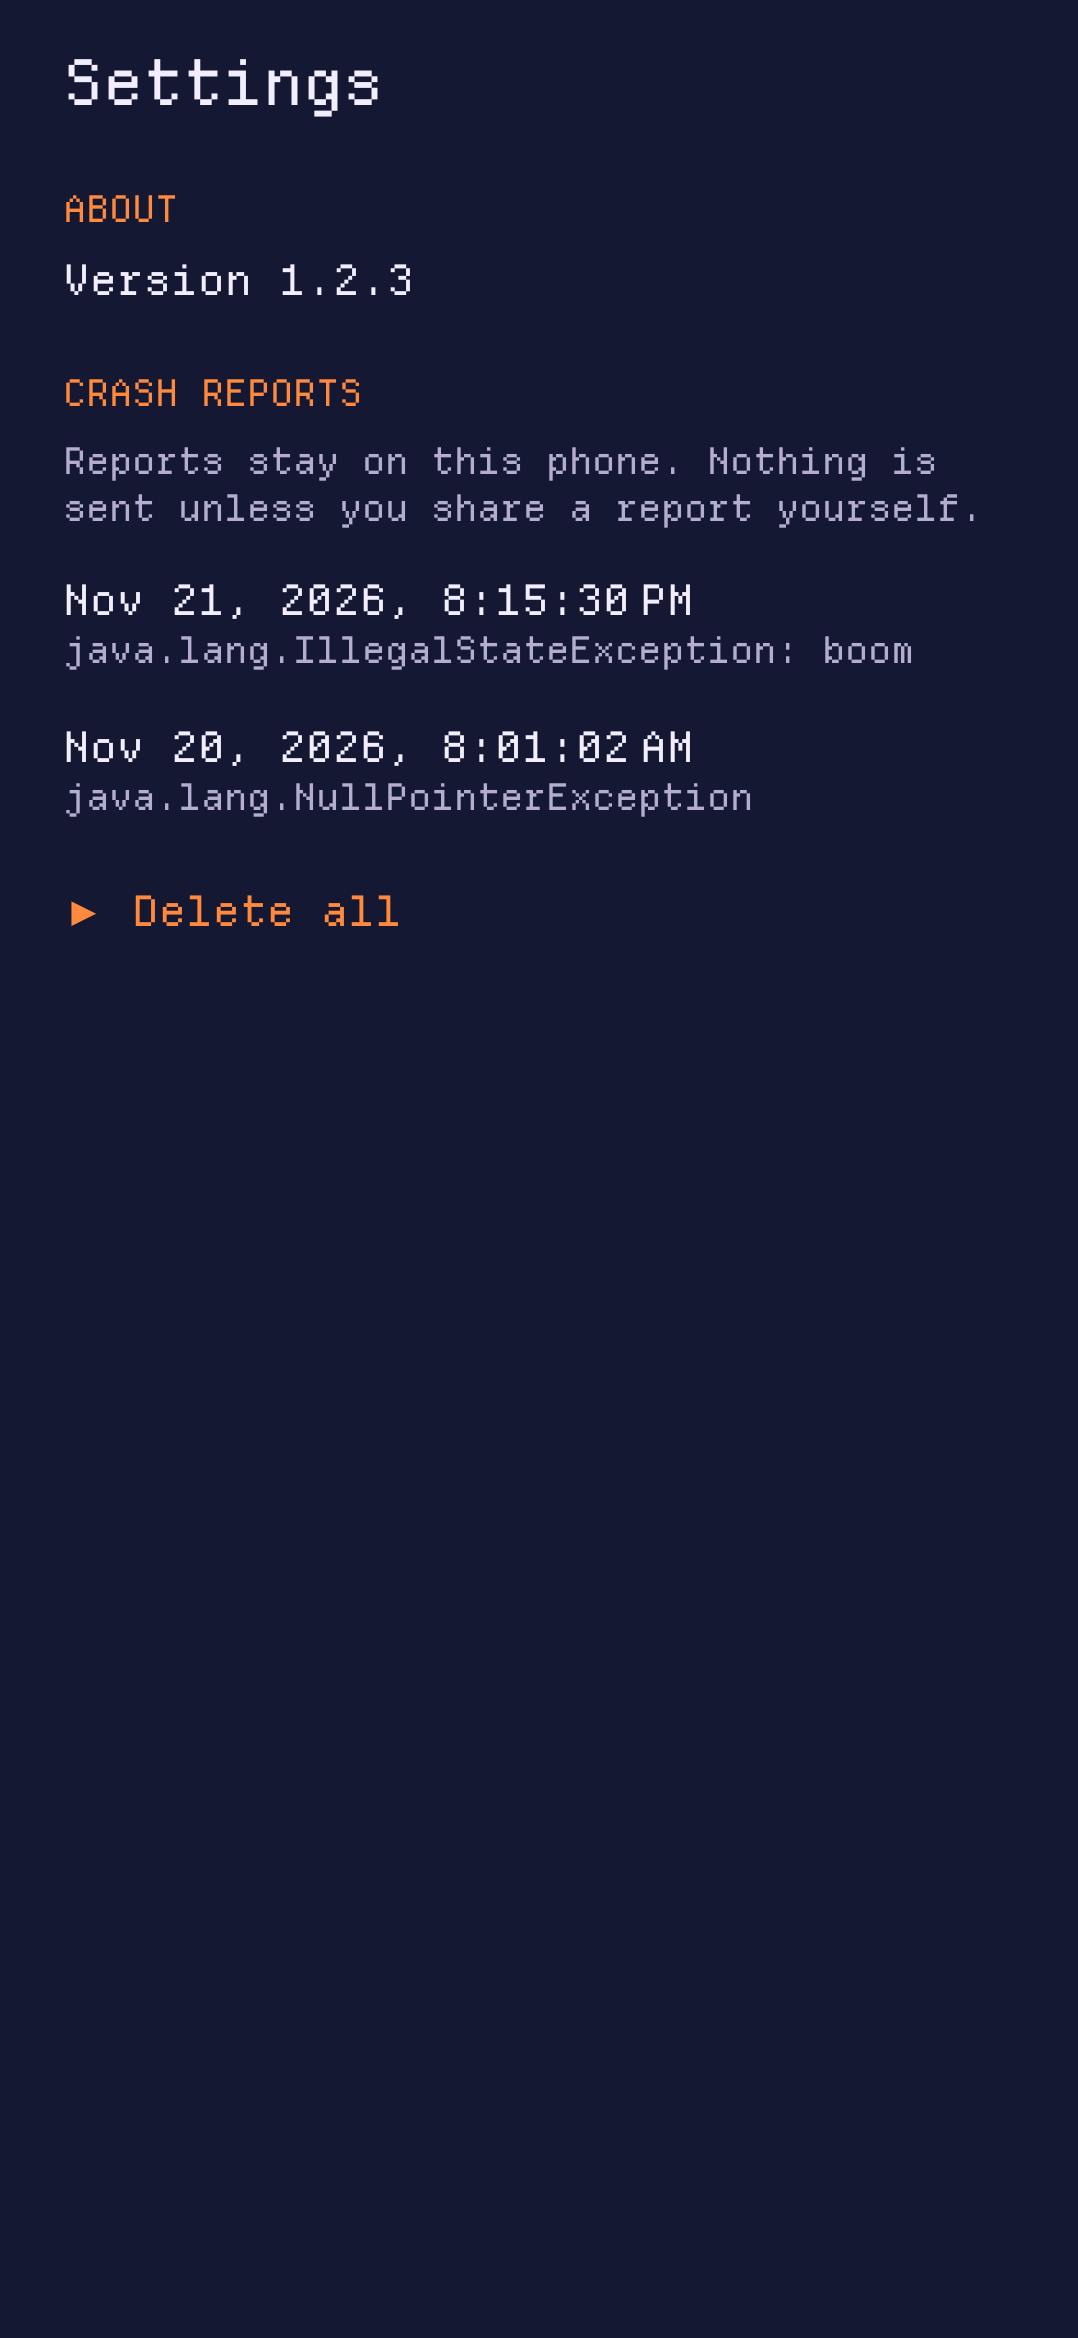 Settings
ABOUT
Version 1.2.3
CRASH REPORTS
Reports stay on this phone. Nothing is
sent unless you share a report yourself.
Nov 21, 2026, 8:15:30 PM
java.lang.IllegalStateException: boom
Nov 20, 2026, 8:01:02 AM
java.lang.NullPointerException
▶ Delete all